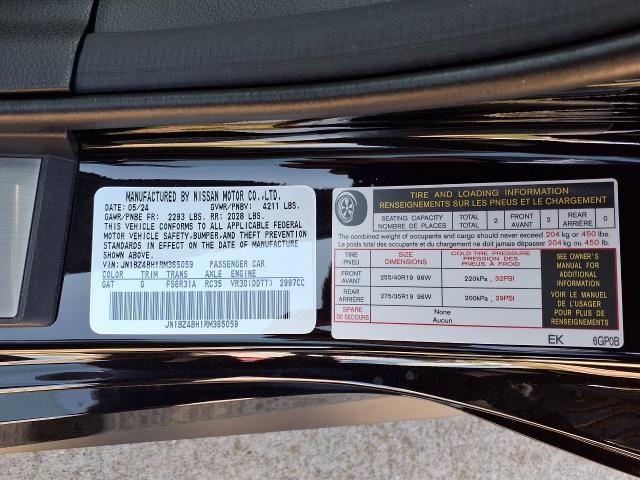 MANUFACTURED BY NISSAN MOTOR CO.,LTD.
DATE: 05/24 GVWR/PNBV : 4211 LBS.
GAWR/PNBE FR: 2293 LBS. RR: 2028 LBS.
THIS VEHICLE CONFORMS TO ALL APPLICABLE FEDERAL
MOTOR VEHICLE SAFETY, BUMPER, AND THEFT PREVENTION
STANDARDS IN EFFECT ON THE DATE OF MANUFACTURE
SHOWN ABOVE.
VIN: JN1BZ4BH1RM365059 PASSENGER CAR
COLOR TRIM TRANS AXLE ENGINE
GAT G FS6R31A RC35 VR30(DDTT) 2997CC
JN1BZ4BH1RM365059
TIRE AND LOADING INFORMATION
RENSEIGNEMENTS SUR LES PNEUS ET LE CHARGEMENT
SEATING CAPACITY TOTAL 2 FRONT 2 REAR 0
NOMBRE DE PLACES TOTAL AVANT ARRIÈRE
The combined weight of occupants and cargo should never exceed 204 kg or 450 lbs.
Le poids total des occupants et du chargement ne doit jamais dépasser 204 kg ou 450 lb.
TIRE SIZE COLD TIRE PRESSURE
PNEU DIMENSIONS PRESSION À FROID
FRONT 255/40R19 96W 220kPa, 32PSI
AVANT
REAR 275/35R19 96W 200kPa, 29PSI
ARRIÈRE
SPARE None
DE SECOURS Aucun
SEE OWNER'S
MANUAL FOR
ADDITIONAL
INFORMATION
VOIR LE MANUEL
DE L'USAGER
POUR PLUS DE
RENSEIGNEMENTS
EK 6GP0B